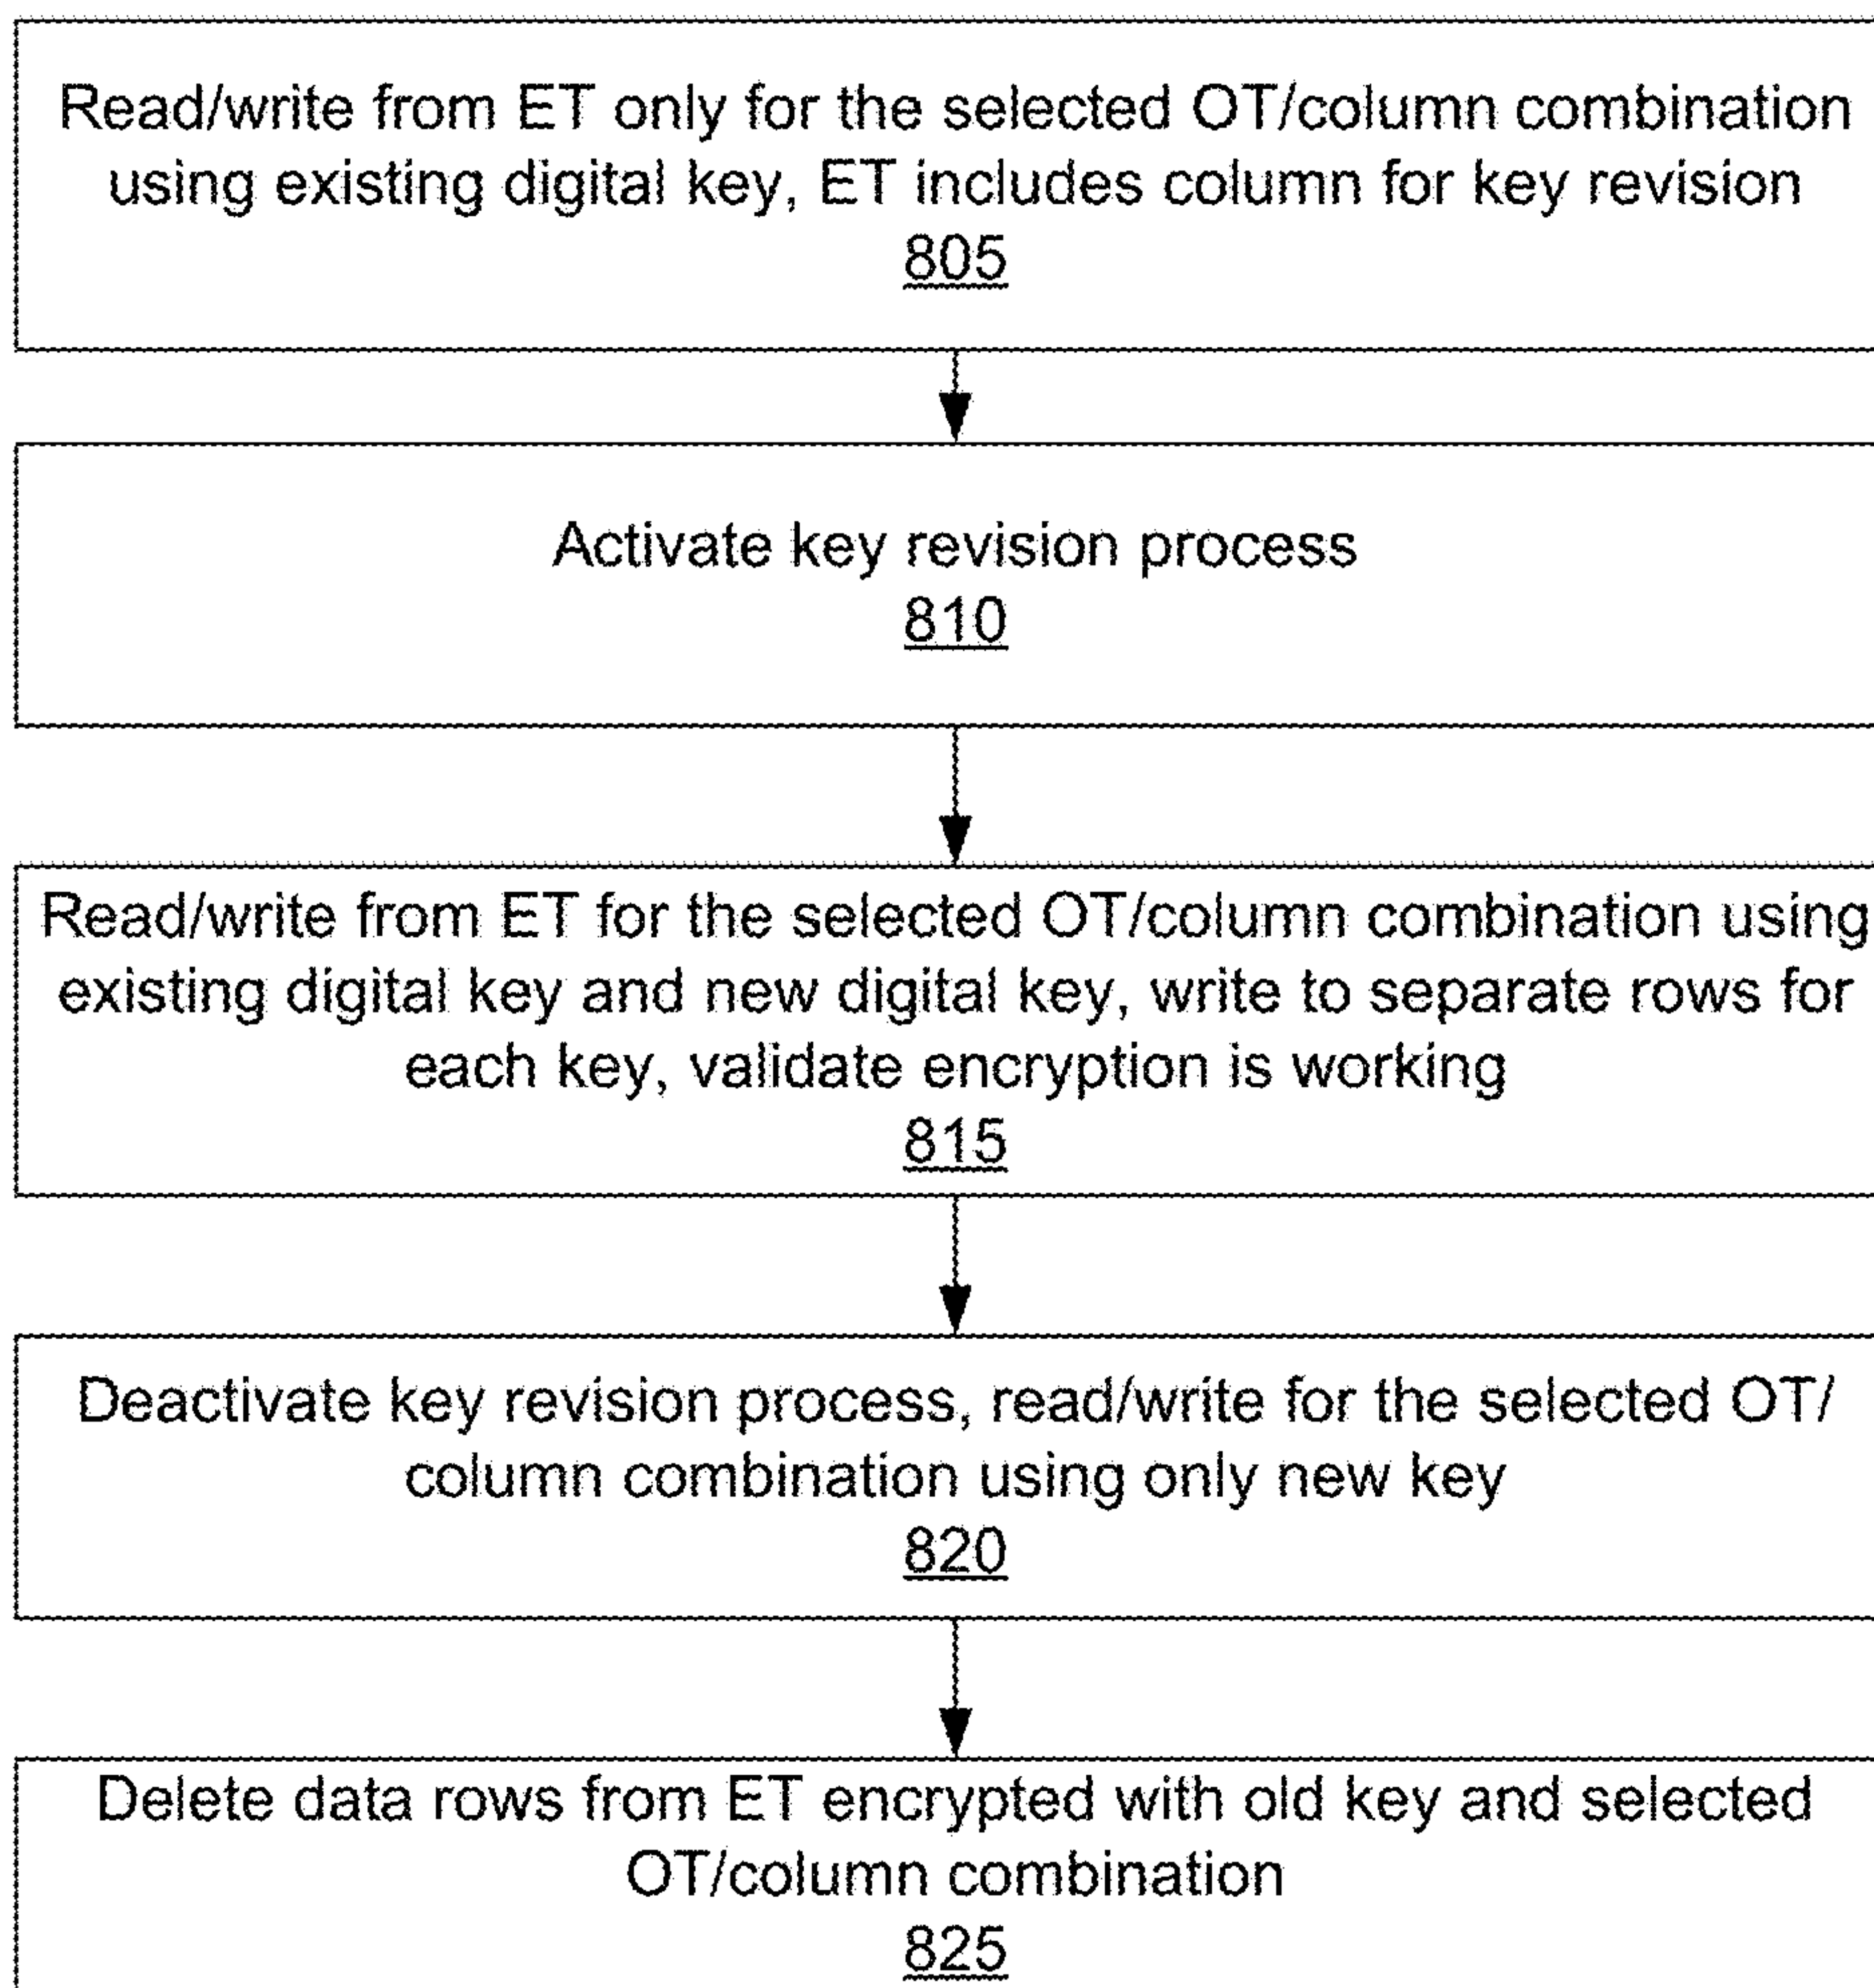 Read/write from ET only for the selected OT/column combination
using existing digital key, ET includes column for key revision
805
Activate key revision process
810
Read/write from ET for the selected OT/column combination using
existing digital key and new digital key, write to separate rows for
each key, validate encryption is working
815
Deactivate key revision process, read/write for the selected OT/
column combination using only new key
820
Delete data rows from ET encrypted with old key and selected
OT/column combination
825